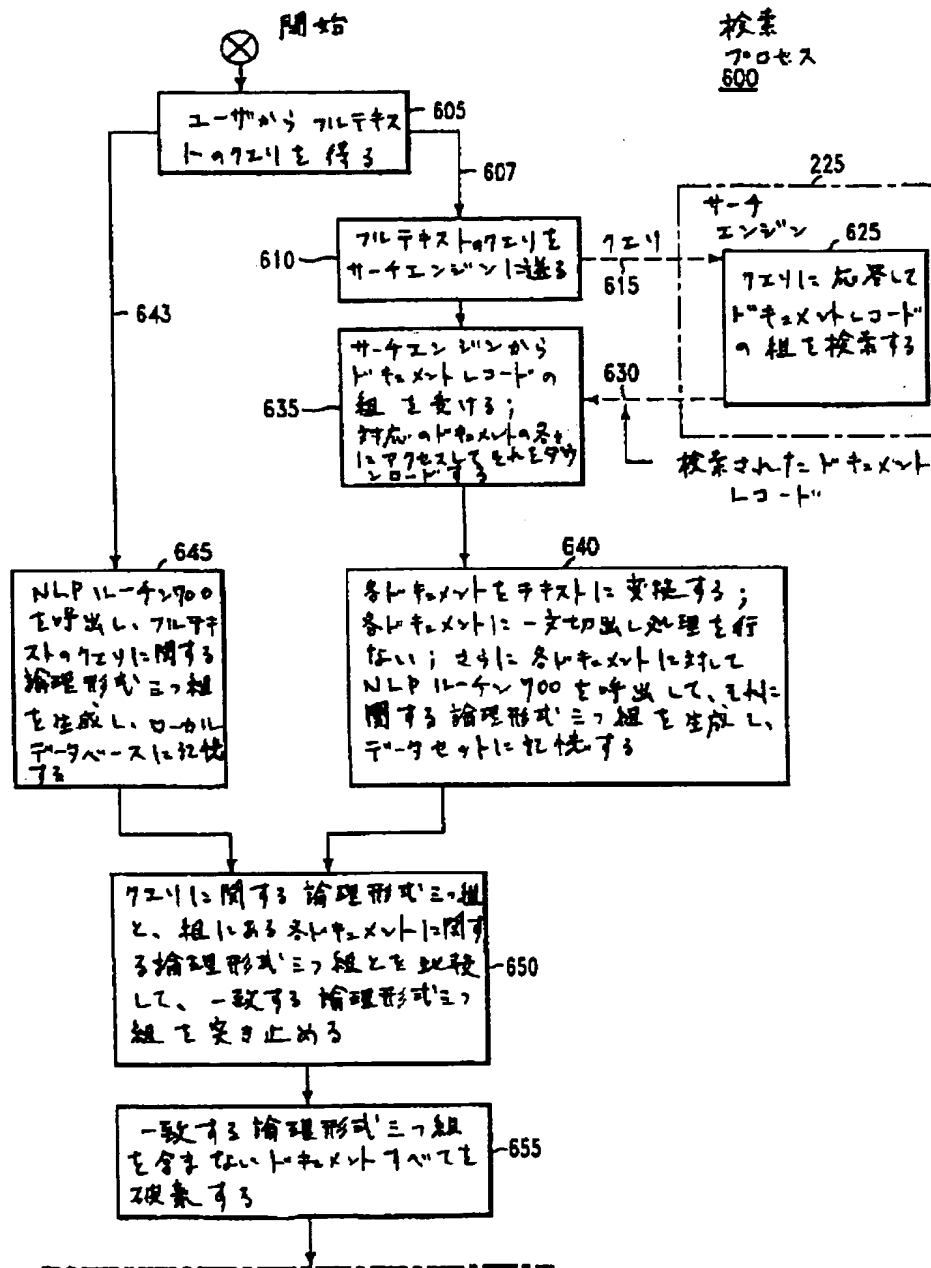 開始
検索
プロセス
600
ユーザから フルテキス
トのクエリを 得る
605
607
643
フルテキストのクエリを
サーチエンジンに送る
610
クエリ
615
225
サーチ
エンジン
625
クエリに 応答して
ドキュメントレコード
の 組を検索する
サーチエンジンから
ドキュメントレコードの
組 を 受ける;
対応のドキュメントの各々
にアクセスしてそれをダウ
ンロードする
635
630
検索されたドキュメント
レコード
645
NLPルーチン700
を呼出し、フルテキ
ストのクエリに関する
論理形式三つ組
を生成し、ローカル
データベースに記憶
する
640
各ドキュメントをテキストに変換する;
各ドキュメントに一文切出し処理を行
ない; さらに各ドキュメントに対して
NLPルーチン700を呼出して、それに
関する論理形式三つ組を生成し、
データセットに記憶する
クエリに関する 論理形式三つ組
と、組にある各ドキュメントに関す
る論理形式三つ組とを比較
して、一致する 論理形式三つ
組 を 突き止める
650
一致する 論理形式三つ組
を含まないドキュメントすべてを
破棄する
655